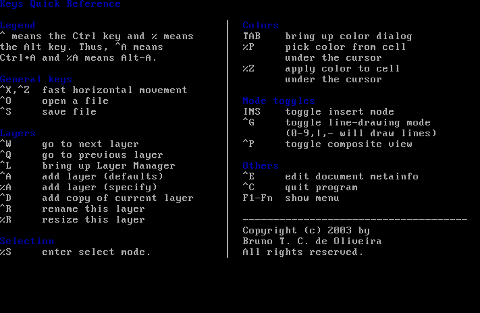 Keys Quick Reference
Legend
^ means the Ctrl key and % means
the Alt key. Thus, ^A means
Ctrl+A and %A means Alt-A.
General keys
^X,^Z fast horizontal movement
^O open a file
^S save file
Layers
^W go to next layer
^Q go to previous layer
^L bring up Layer Manager
^A add layer (defaults)
%A add layer (specify)
^D add copy of current layer
^R rename this layer
%R resize this layer
Selection
%S enter select mode.
Colors
TAB bring up color dialog
%P pick color from cell
under the cursor
%Z apply color to cell
under the cursor
Mode toggles
INS toggle insert mode
^G toggle line-drawing mode
(0-9,|,- will draw lines)
^P toggle composite view
Others
^E edit document metainfo
^C quit program
F1-Fn show menu
Copyright (c) 2003 by
Bruno T. C. de Oliveira
All rights reserved.